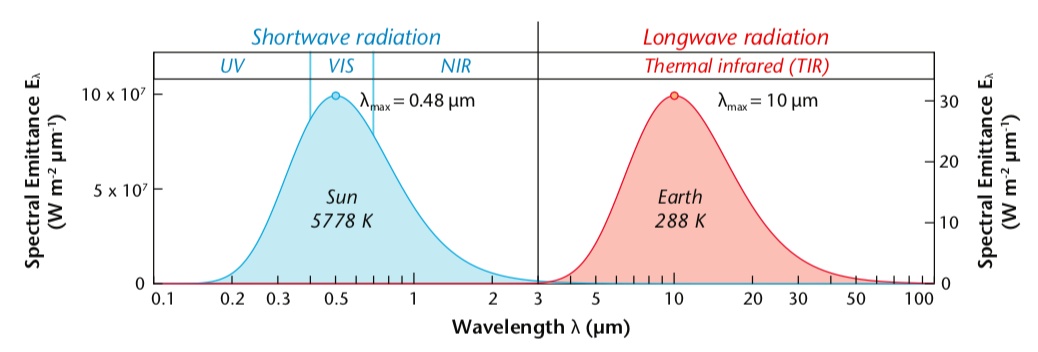 Shortwave radiation
Longwave radiation
UV
VIS
NIR
Thermal infrared (TIR)
Spectral Emittance Eλ
(W m⁻² μm⁻¹)
10 x 10⁷
5 x 10⁷
0
λmax = 0.48 μm
Sun
5778 K
λmax = 10 μm
Earth
288 K
30
20
10
0
Spectral Emittance Eλ
(W m⁻² μm⁻¹)
0.1 0.2 0.3 0.5 1 2 3 5 10 20 30 50 100
Wavelength λ (μm)